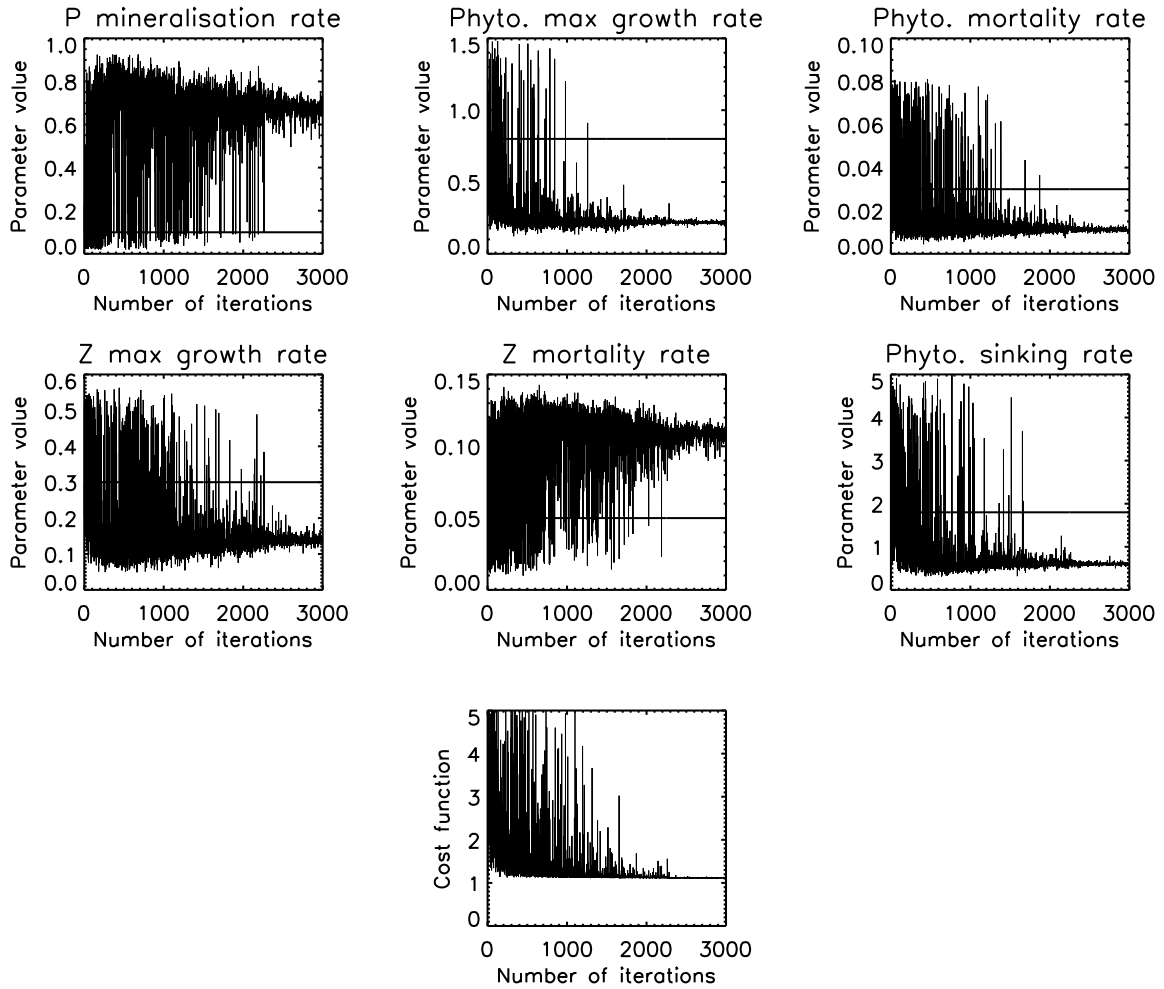 P mineralisation rate
Phyto. max growth rate
Phyto. mortality rate
1.0
0.8
0.6
0.4
0.2
0.0
Parameter value
0 1000 2000 3000
Number of iterations
1.5
1.0
0.5
0.0
Parameter value
0 1000 2000 3000
Number of iterations
0.10
0.08
0.06
0.04
0.02
0.00
Parameter value
0 1000 2000 3000
Number of iterations
Z max growth rate
Z mortality rate
Phyto. sinking rate
0.6
0.5
0.4
0.3
0.2
0.1
0.0
Parameter value
0 1000 2000 3000
Number of iterations
0.15
0.10
0.05
0.00
Parameter value
0 1000 2000 3000
Number of iterations
5
4
3
2
1
0
Parameter value
0 1000 2000 3000
Number of iterations
5
4
3
2
1
0
Cost function
0 1000 2000 3000
Number of iterations